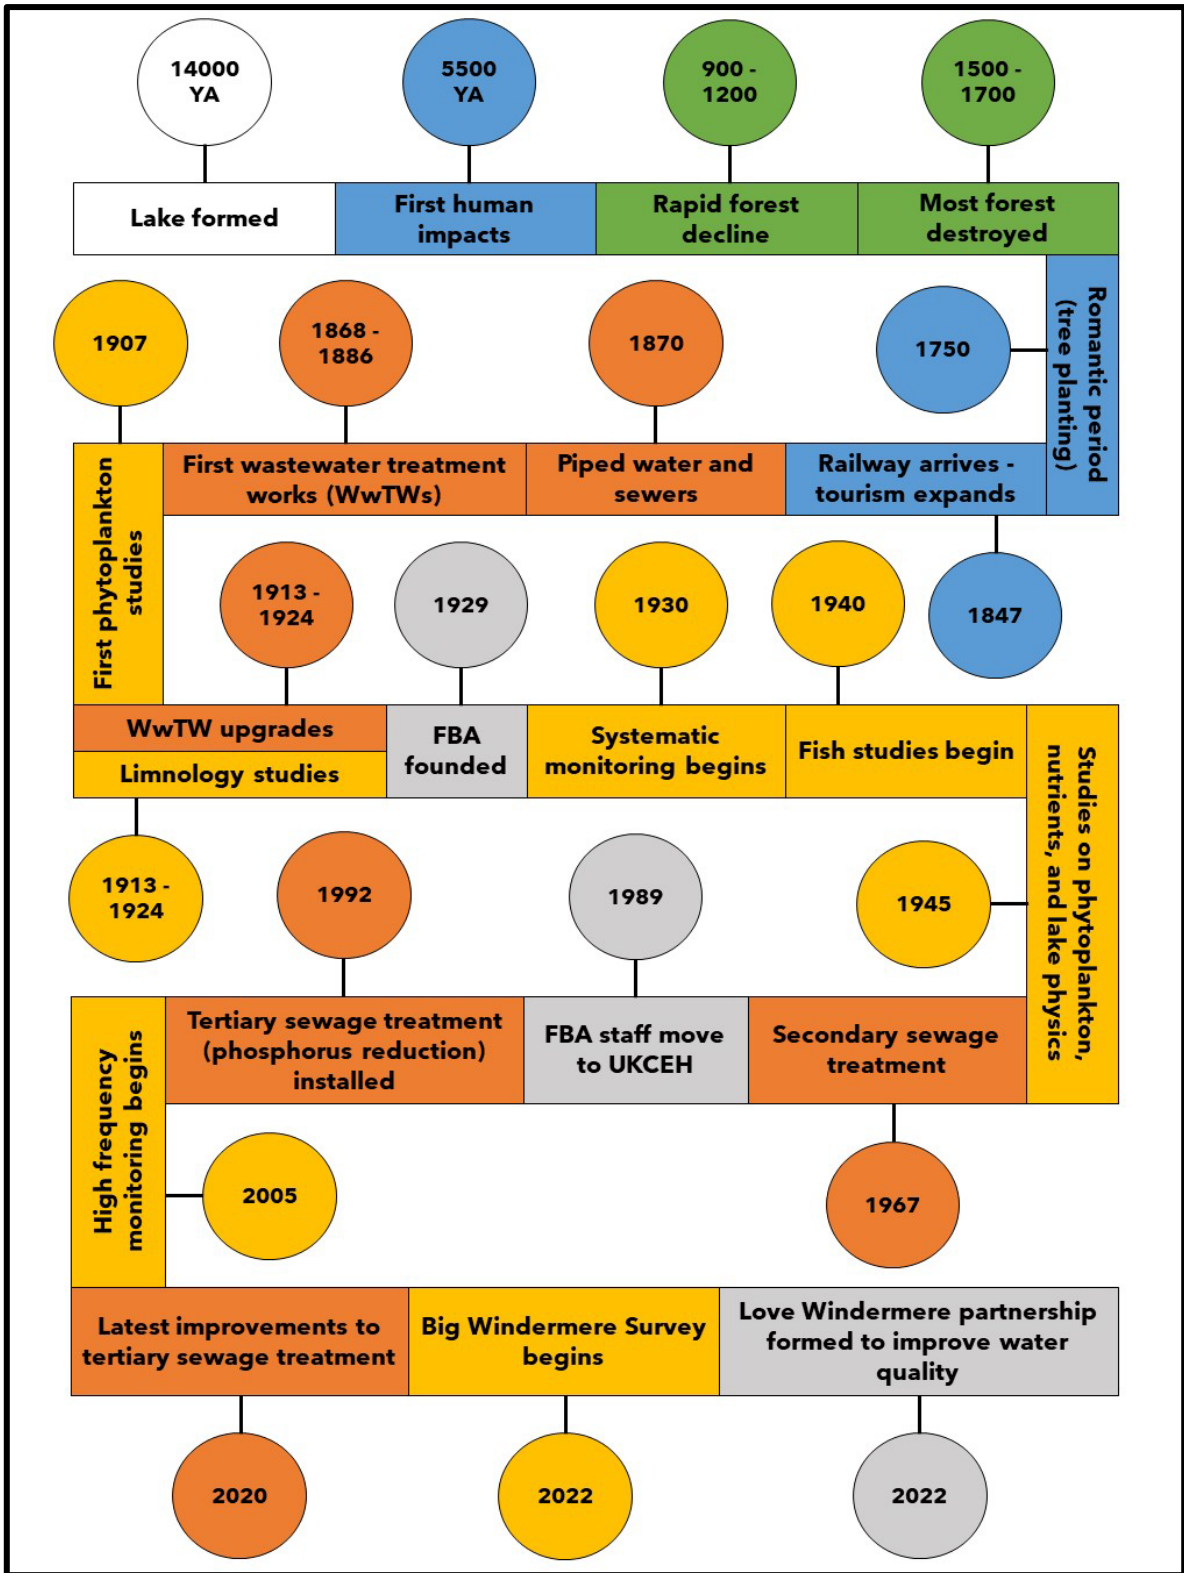 14000
YA
5500
YA
900 -
1200
1500 -
1700
Lake formed
First human
impacts
Rapid forest
decline
Most forest
destroyed
Romantic period
(tree planting)
1750
1907
1868 -
1886
1870
First phytoplankton
studies
First wastewater treatment
works (WwTWs)
Piped water and
sewers
Railway arrives -
tourism expands
1847
1913 -
1924
1929
1930
1940
WwTW upgrades
Limnology studies
FBA
founded
Systematic
monitoring begins
Fish studies begin
Studies on phytoplankton,
nutrients, and lake physics
1913 -
1924
1992
1989
1945
High frequency
monitoring begins
Tertiary sewage treatment
(phosphorus reduction)
installed
FBA staff move
to UKCEH
Secondary sewage
treatment
2005
1967
Latest improvements to
tertiary sewage treatment
Big Windermere Survey
begins
Love Windermere partnership
formed to improve water
quality
2020
2022
2022